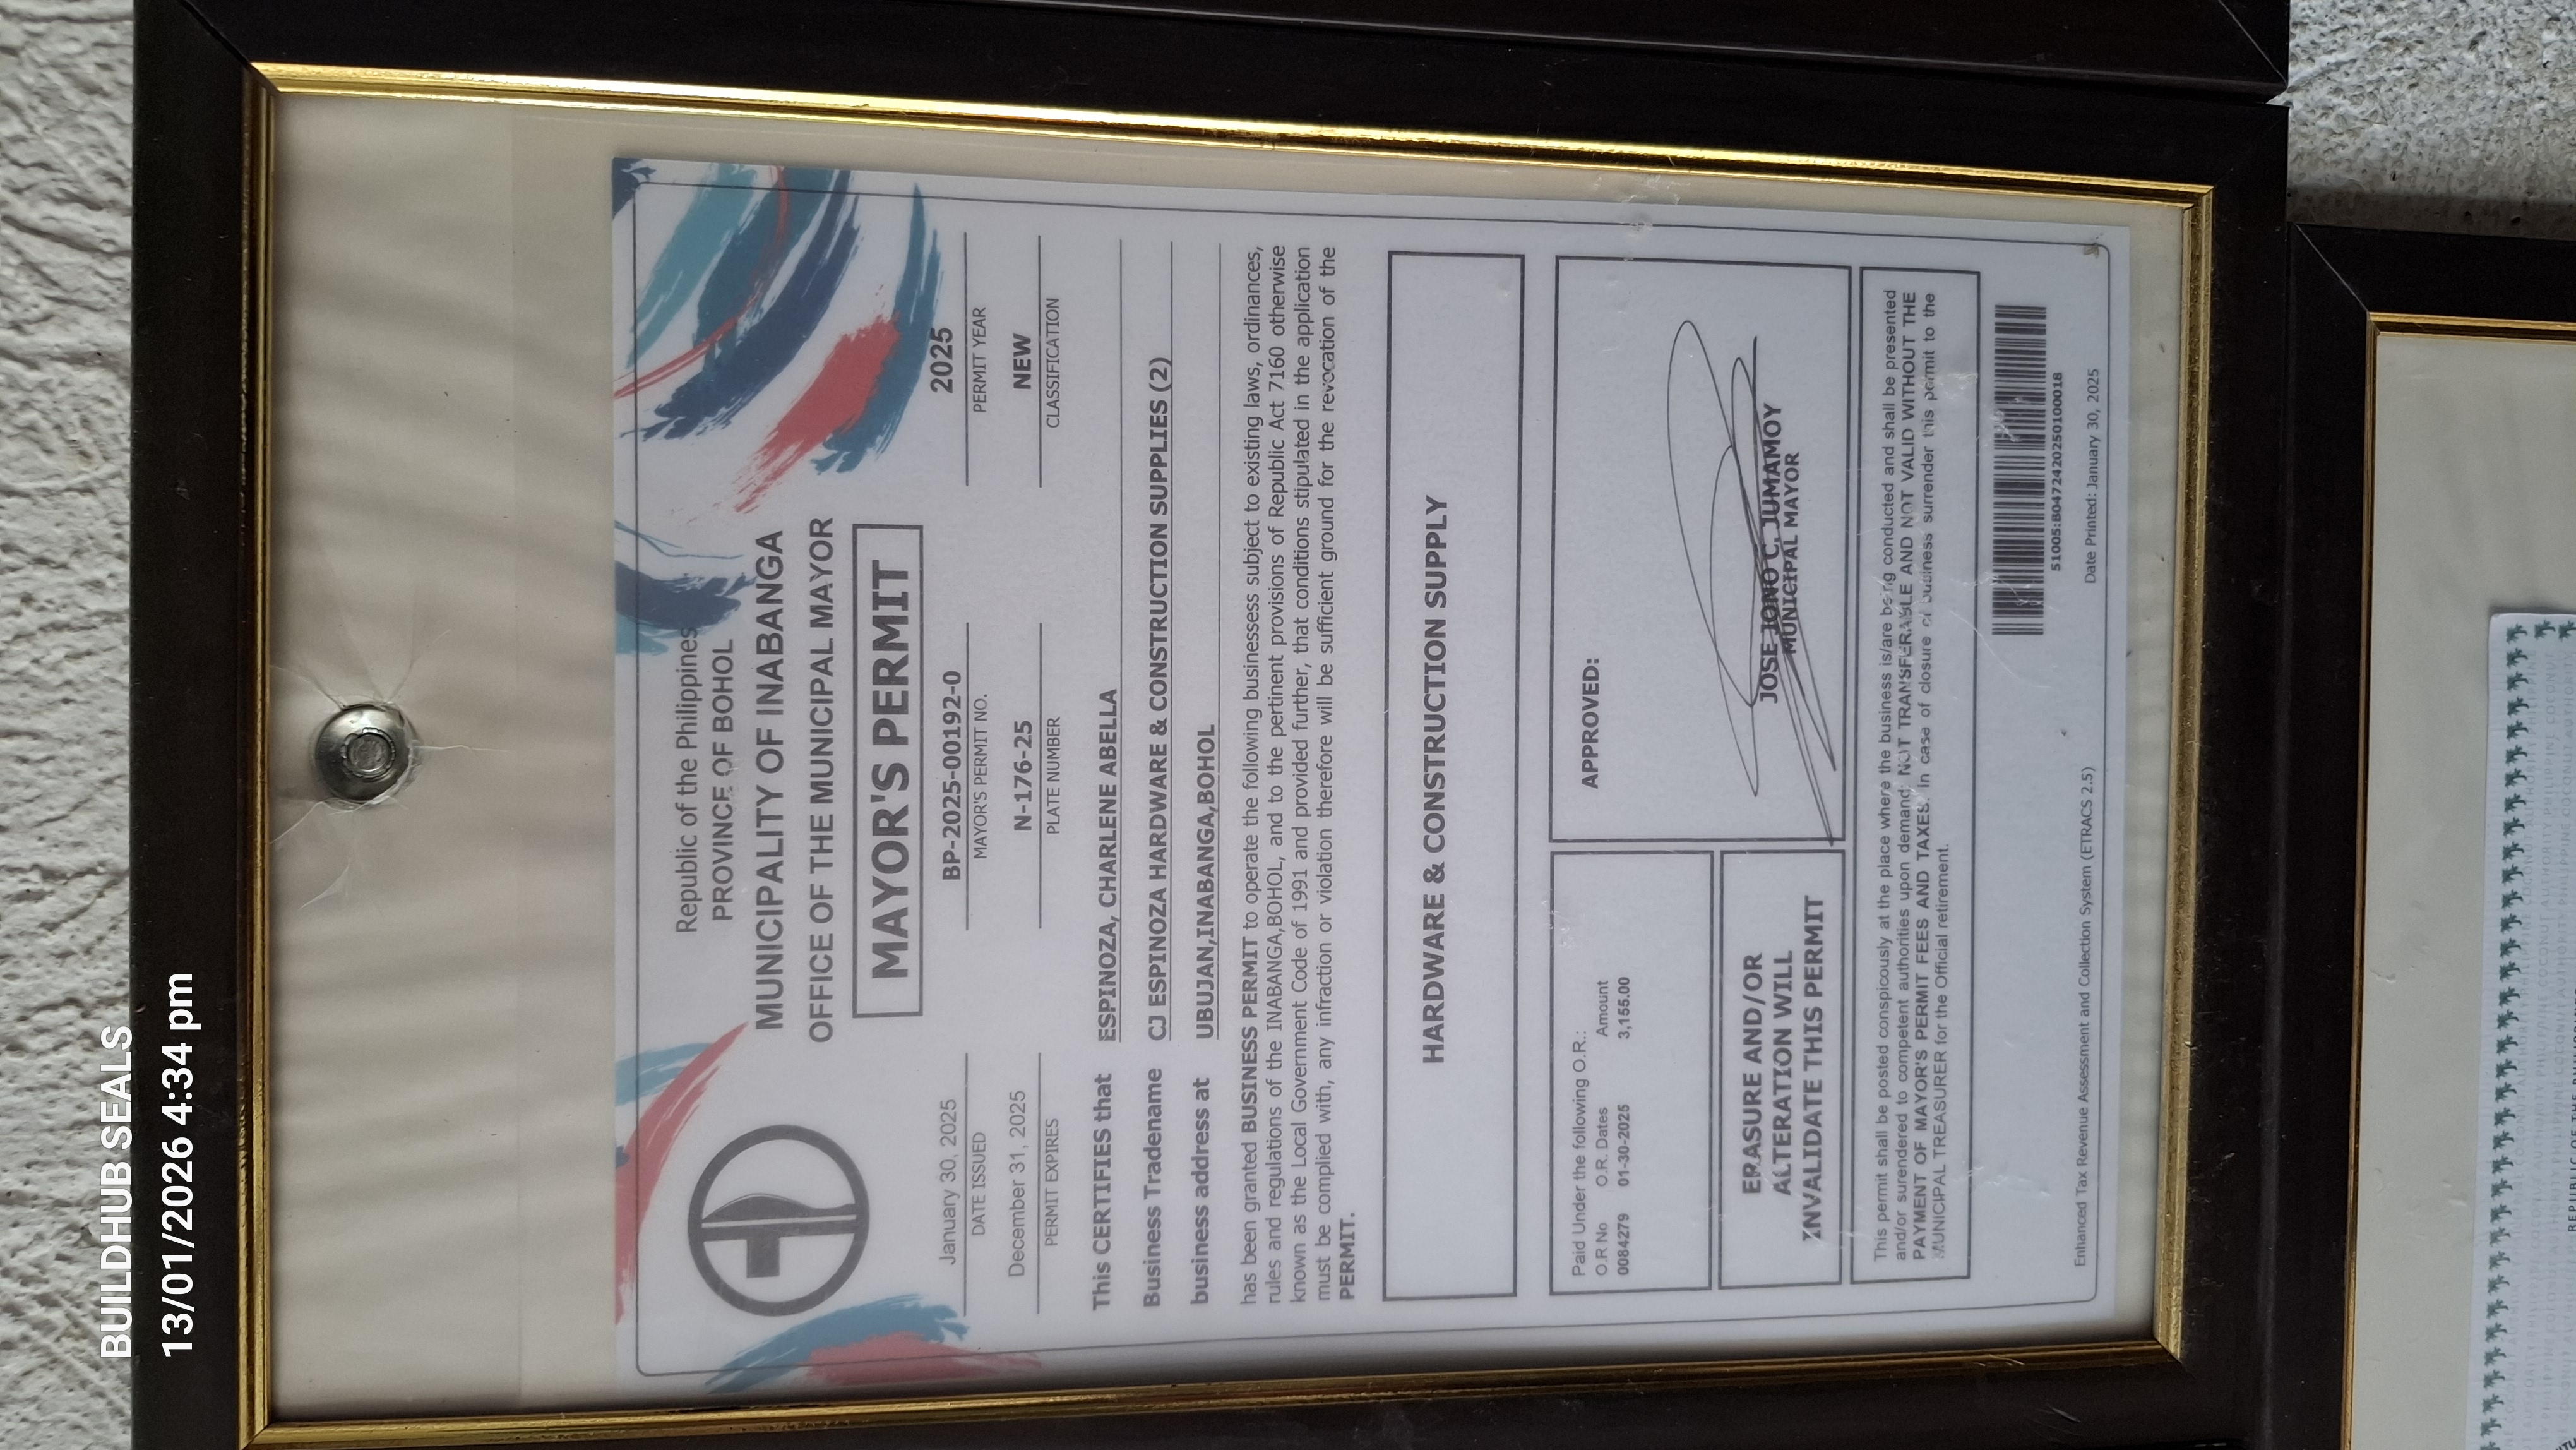 BUILDHUB SEALS
13/01/2026 4:34 pm
Republic of the Philippines
PROVINCE OF BOHOL
MUNICIPALITY OF INABANGA
OFFICE OF THE MUNICIPAL MAYOR
MAYOR'S PERMIT
January 30, 2025 BP-2025-00192-0 2025
DATE ISSUED MAYOR'S PERMIT NO. PERMIT YEAR
December 31, 2025 N-176-25 NEW
PERMIT EXPIRES PLATE NUMBER CLASSIFICATION
This CERTIFIES that ESPINOZA, CHARLENE ABELLA
Business Tradename CJ ESPINOZA HARDWARE & CONSTRUCTION SUPPLIES (2)
business address at UBUJAN,INABANGA,BOHOL
has been granted BUSINESS PERMIT to operate the following businessess subject to existing laws, ordinances,
rules and regulations of the INABANGA,BOHOL, and to the pertinent provisions of Republic Act 7160 otherwise
known as the Local Government Code of 1991 and provided further, that conditions stipulated in the application
must be complied with, any infraction or violation therefore will be sufficient ground for the revocation of the
PERMIT.
HARDWARE & CONSTRUCTION SUPPLY
Paid Under the following O.R.:
O.R No O.R. Dates Amount
0084279 01-30-2025 3,155.00
ERASURE AND/OR
ALTERATION WILL
INVALIDATE THIS PERMIT
APPROVED:
JOSE JONO C. JUMAMOY
MUNICIPAL MAYOR
This permit shall be posted conspicously at the place where the business is/are being conducted and shall be presented
and/or surendered to competent authorities upon demand: NOT TRANSFERABLE AND NOT VALID WITHOUT THE
PAYMENT OF MAYOR'S PERMIT FEES AND TAXES. In case of closure of business surrender this permit to the
MUNICIPAL TREASURER for the Official retirement.
51005:B0472420250100018
Enhanced Tax Revenue Assessment and Collection System (ETRACS 2.5) Date Printed: January 30, 2025